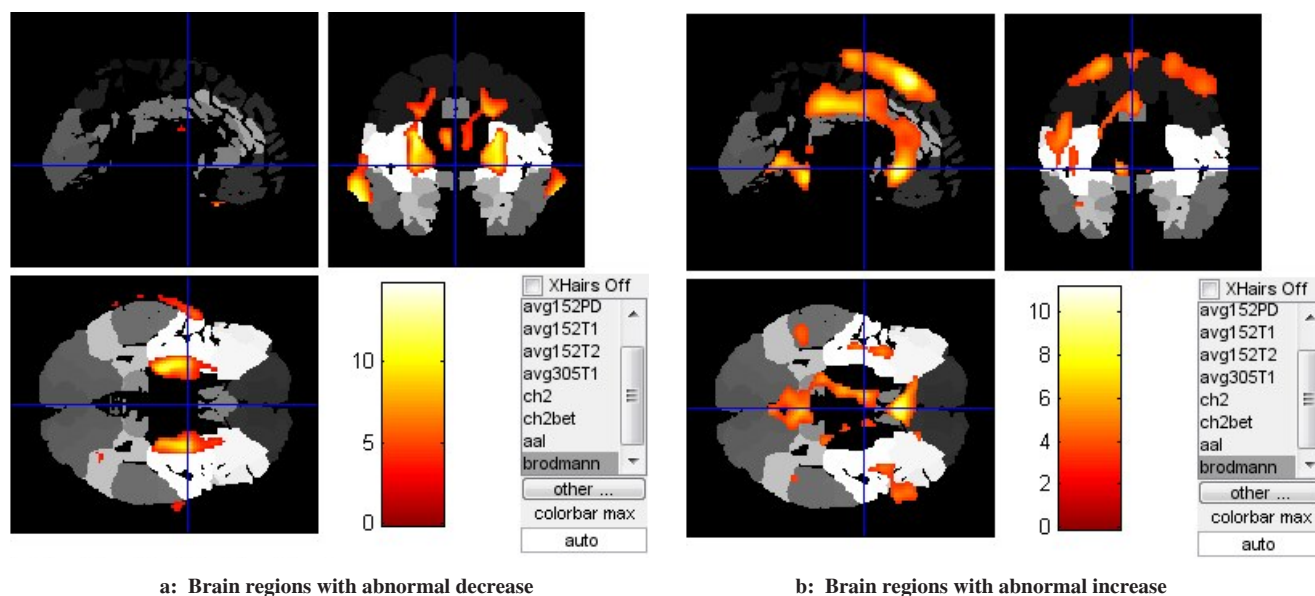 XHairs Off
avg152PD
avg152T1
avg152T2
avg305T1
ch2
ch2bet
aal
brodmann
other ...
colorbar max
auto
10
5
0
XHairs Off
avg152PD
avg152T1
avg152T2
avg305T1
ch2
ch2bet
aal
brodmann
other ...
colorbar max
auto
10
8
6
4
2
0
a: Brain regions with abnormal decrease
b: Brain regions with abnormal increase